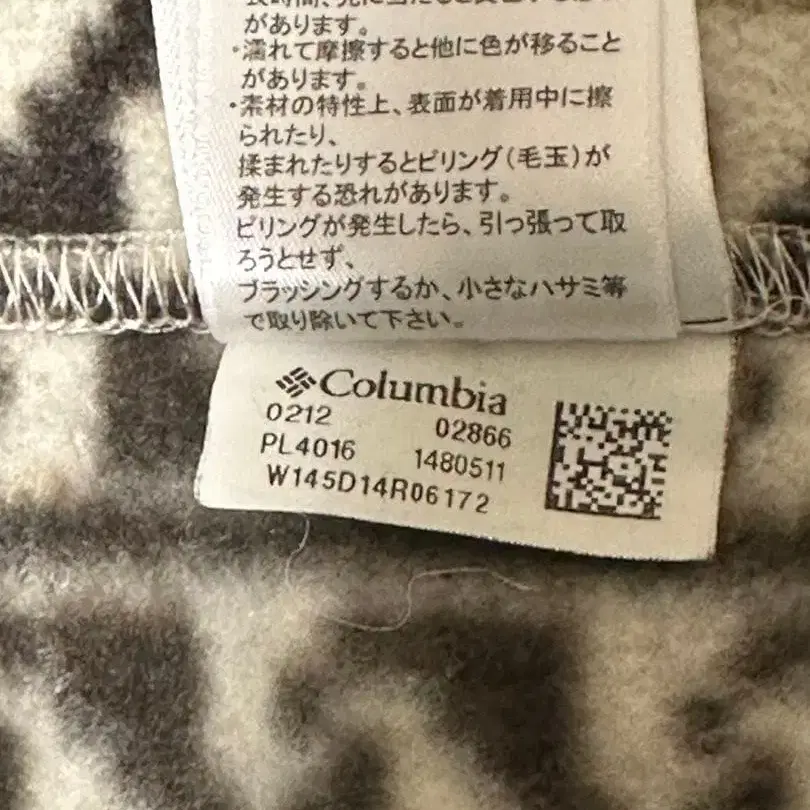 があります。
・濡れて摩擦すると他に色が移ること
があります。
・素材の特性上、表面が着用中に擦
られたり、
揉まれたりするとピリング(毛玉)が
発生する恐れがあります。
ピリングが発生したら、引っ張って取
ろうとせず、
ブラッシングするか、小さなハサミ等
で取り除いて下さい。
Columbia
0212 02866
PL4016 1480511
W145D14R06172